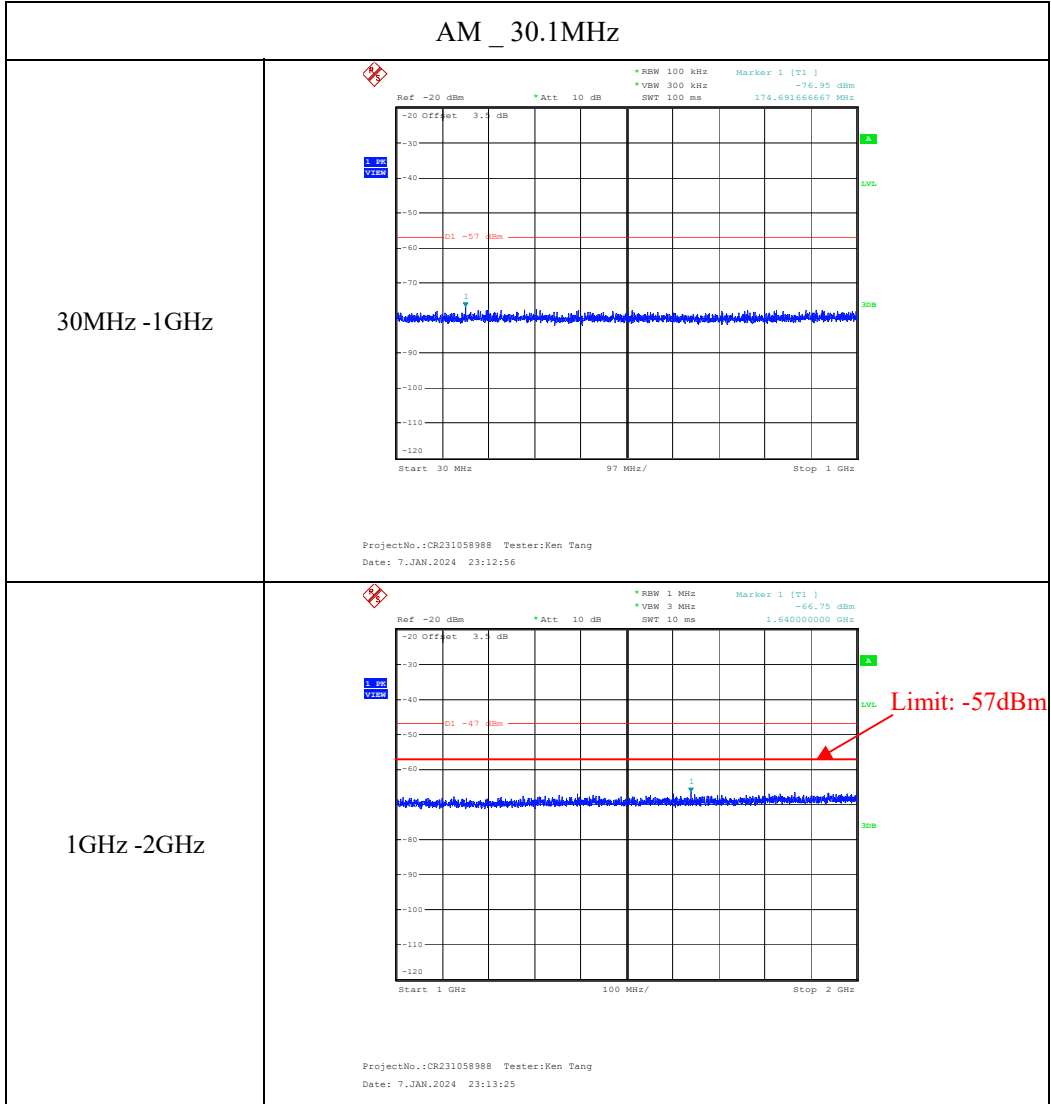 AM _ 30.1MHz
30MHz -1GHz
R S
* RBW 100 kHz Marker 1 [T1 ]
* VBW 300 kHz -76.95 dBm
Ref -20 dBm * Att 10 dB SWT 100 ms 174.691666667 MHz
-20 Offset 3.5 dB
A
-30
1 PK
VIEW
-40
LVL
-50
D1 -57 dBm
-60
-70
1
3DB
-90
-100
-110
-120
Start 30 MHz 97 MHz/ Stop 1 GHz
ProjectNo.:CR231058988 Tester:Ken Tang
Date: 7.JAN.2024 23:12:56
1GHz -2GHz
R S
* RBW 1 MHz Marker 1 [T1 ]
* VBW 3 MHz -66.75 dBm
Ref -20 dBm * Att 10 dB SWT 10 ms 1.640000000 GHz
-20 Offset 3.5 dB
A
-30
1 PK
VIEW
-40
LVL
Limit: -57dBm
D1 -47 dBm
-50
-60
1
3DB
-80
-90
-100
-110
-120
Start 1 GHz 100 MHz/ Stop 2 GHz
ProjectNo.:CR231058988 Tester:Ken Tang
Date: 7.JAN.2024 23:13:25